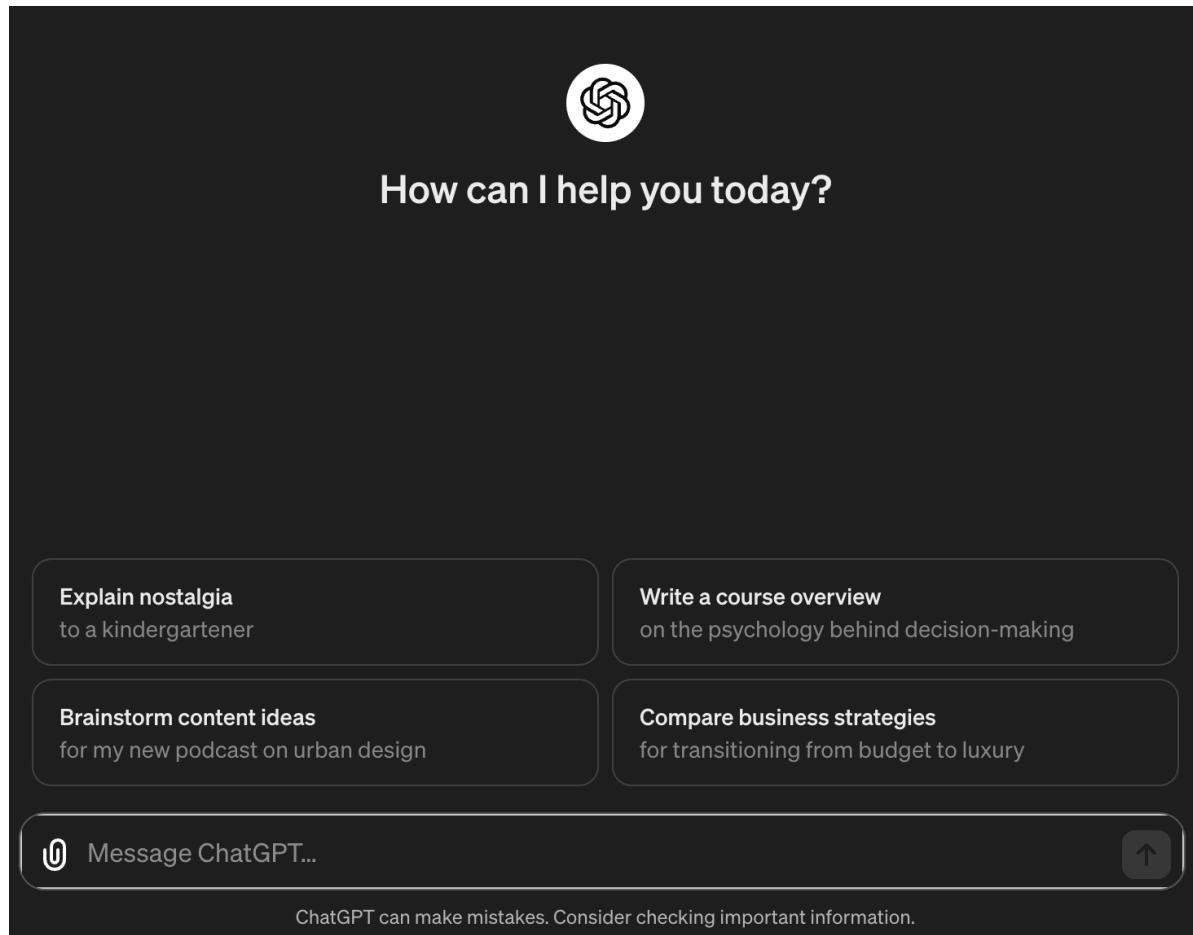 How can I help you today?
Explain nostalgia
to a kindergartener
Write a course overview
on the psychology behind decision-making
Brainstorm content ideas
for my new podcast on urban design
Compare business strategies
for transitioning from budget to luxury
Message ChatGPT...
ChatGPT can make mistakes. Consider checking important information.